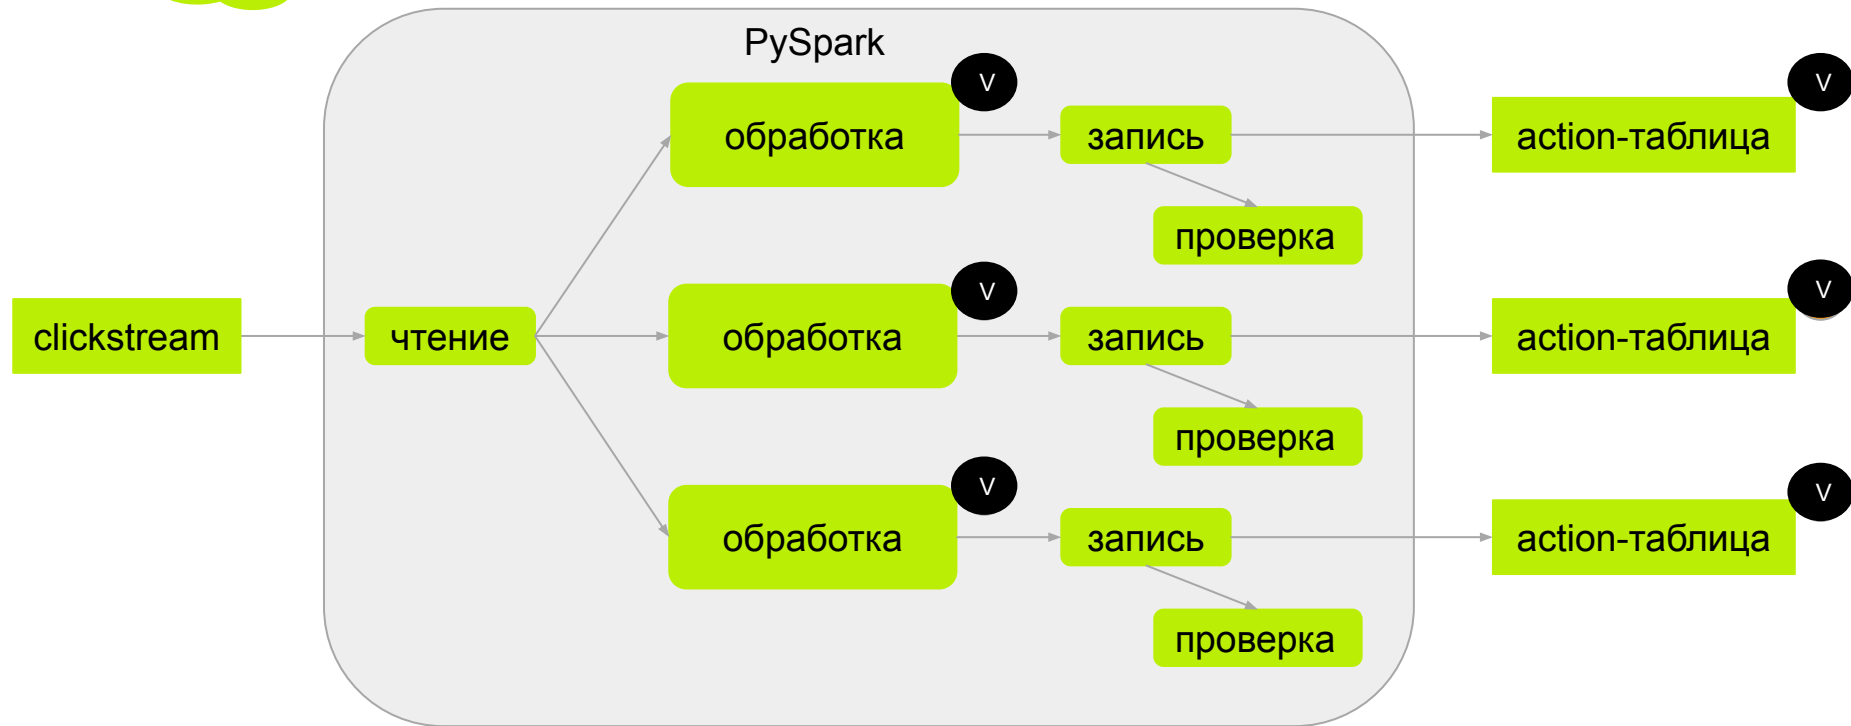 PySpark
V
V
обработка
запись
action-таблица
проверка
V
V
clickstream
чтение
обработка
запись
action-таблица
проверка
V
V
обработка
запись
action-таблица
проверка